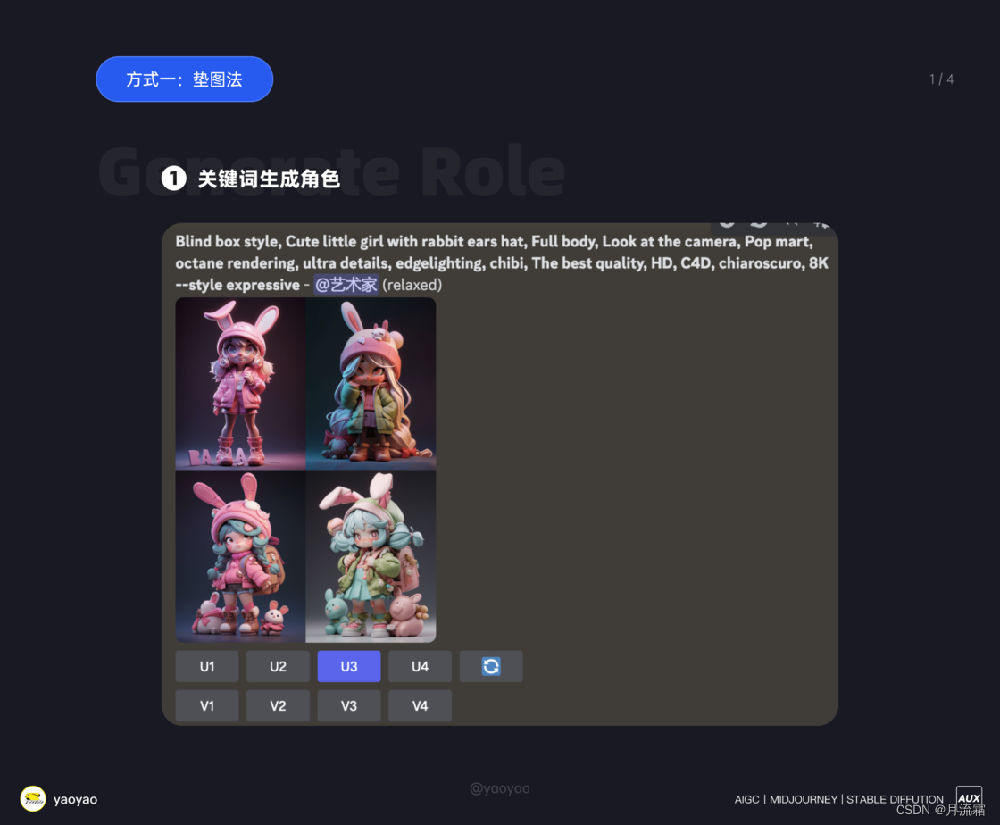 方式一：垫图法
1 / 4
Generate Role
1 关键词生成角色
Blind box style, Cute little girl with rabbit ears hat, Full body, Look at the camera, Pop mart,
octane rendering, ultra details, edgelighting, chibi, The best quality, HD, C4D, chiaroscuro, 8K
--style expressive - @艺术家 (relaxed)
U1 U2 U3 U4
V1 V2 V3 V4
@yaoyao
yaoyao
AIGC | MIDJOURNEY | STABLE DIFFUTION
AUX
CSDN @月流霜